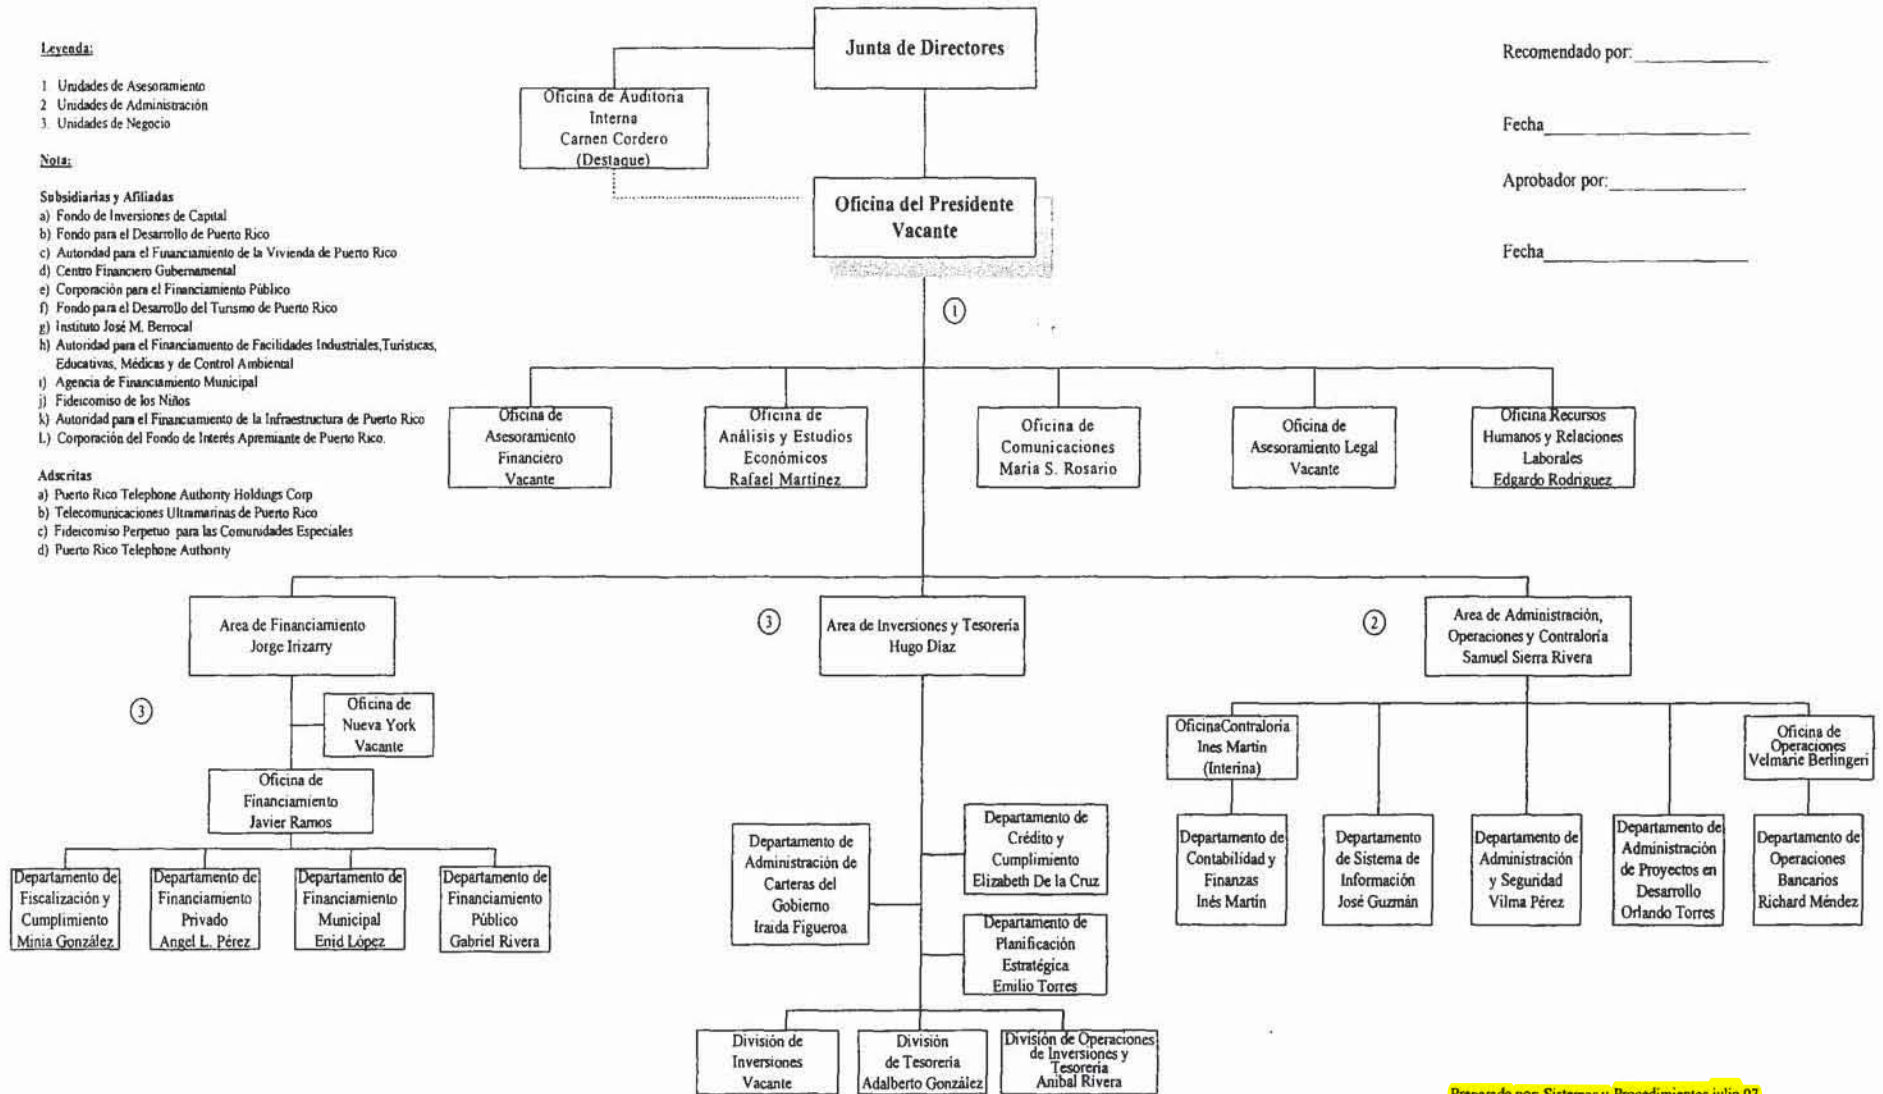 Leyenda:
1 Unidades de Asesoramiento
2 Unidades de Administración
3. Unidades de Negocio
Nota:
Subsidiarias y Afiliadas
a) Fondo de Inversiones de Capital
b) Fondo para el Desarrollo de Puerto Rico
c) Autoridad para el Financiamiento de la Vivienda de Puerto Rico
d) Centro Financiero Gubernamental
e) Corporación para el Financiamiento Público
f) Fondo para el Desarrollo del Turismo de Puerto Rico
g) Instituto José M. Berrocal
h) Autoridad para el Financiamiento de Facilidades Industriales,Turísticas,
Educativas, Médicas y de Control Ambiental
i) Agencia de Financiamiento Municipal
j) Fideicomiso de los Niños
k) Autoridad para el Financiamiento de la Infraestructura de Puerto Rico
l.) Corporación del Fondo de Interés Apremiante de Puerto Rico.
Adscritas
a) Puerto Rico Telephone Authority Holdings Corp
b) Telecomunicaciones Ultramarinas de Puerto Rico
c) Fideicomiso Perpetuo para las Comunidades Especiales
d) Puerto Rico Telephone Authority
Junta de Directores
Oficina de Auditoria
Interna
Carmen Cordero
(Destaque)
Oficina del Presidente
Vacante
Recomendado por:
Fecha
Aprobador por:
Fecha
1
Oficina de
Asesoramiento
Financiero
Vacante
Oficina de
Análisis y Estudios
Económicos
Rafael Martínez
Oficina de
Comunicaciones
Maria S. Rosario
Oficina de
Asesoramiento Legal
Vacante
Oficina Recursos
Humanos y Relaciones
Laborales
Edgardo Rodriguez
Area de Financiamiento
Jorge Irizarry
3
Oficina de
Nueva York
Vacante
Oficina de
Financiamiento
Javier Ramos
Departamento de
Fiscalización y
Cumplimiento
Minia González
Departamento de
Financiamiento
Privado
Angel L. Pérez
Departamento de
Financiamiento
Municipal
Enid López
Departamento de
Financiamiento
Público
Gabriel Rivera
3
Area de Inversiones y Tesorería
Hugo Díaz
Departamento de
Administración de
Carteras del
Gobierno
Iraida Figueroa
Departamento de
Crédito y
Cumplimiento
Elizabeth De la Cruz
Departamento de
Planificación
Estratégica
Emilio Torres
División de
Inversiones
Vacante
División
de Tesorería
Adalberto González
División de Operaciones
de Inversiones y
Tesorería
Anibal Rivera
2
Area de Administración,
Operaciones y Contraloría
Samuel Sierra Rivera
OficinaContraloria
Ines Martin
(Interina)
Oficina de
Operaciones
Velmarie Berlingeri
Departamento de
Contabilidad y
Finanzas
Inés Martín
Departamento
de Sistema de
Información
José Guzmán
Departamento de
Administración
y Seguridad
Vilma Pérez
Departamento de
Administración
de Proyectos en
Desarrollo
Orlando Torres
Departamento de
Operaciones
Bancarios
Richard Méndez
Preparado por: Sistemas y Procedimientos julio 07